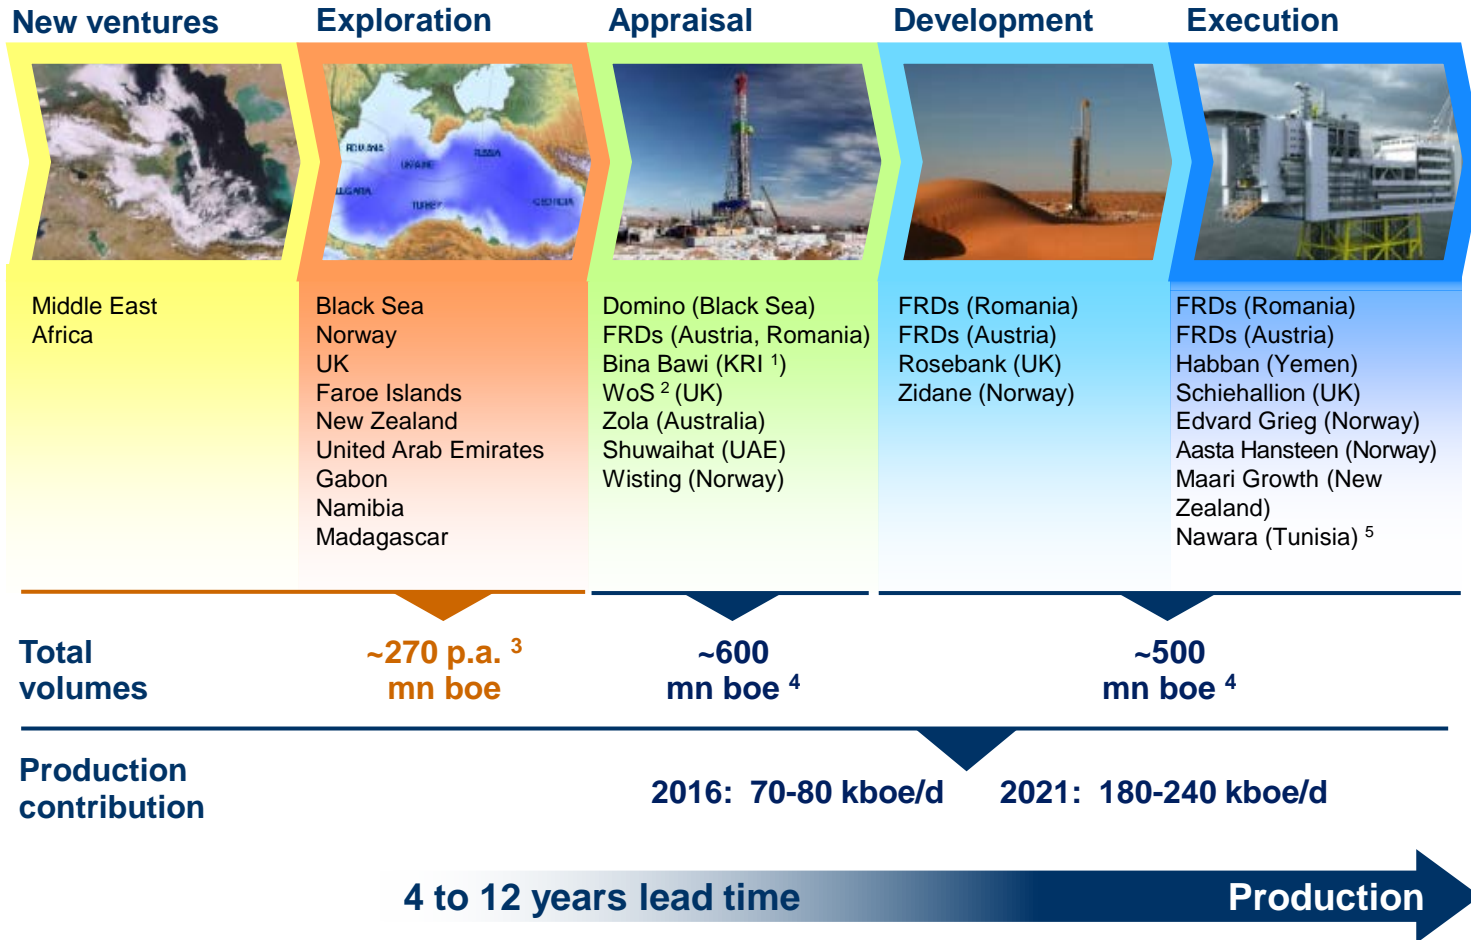 New ventures
Exploration
Appraisal
Development
Execution
ROMANIA
UKRAINE
RUSSIA
TURKEY
GEORGIA
Middle East
Africa
Black Sea
Norway
UK
Faroe Islands
New Zealand
United Arab Emirates
Gabon
Namibia
Madagascar
Domino (Black Sea)
FRDs (Austria, Romania)
Bina Bawi (KRI ¹)
WoS ² (UK)
Zola (Australia)
Shuwaihat (UAE)
Wisting (Norway)
FRDs (Romania)
FRDs (Austria)
Rosebank (UK)
Zidane (Norway)
FRDs (Romania)
FRDs (Austria)
Habban (Yemen)
Schiehallion (UK)
Edvard Grieg (Norway)
Aasta Hansteen (Norway)
Maari Growth (New
Zealand)
Nawara (Tunisia) ⁵
Total
volumes
~270 p.a. ³
mn boe
~600
mn boe ⁴
~500
mn boe ⁴
Production
contribution
2016: 70-80 kboe/d
2021: 180-240 kboe/d
4 to 12 years lead time
Production